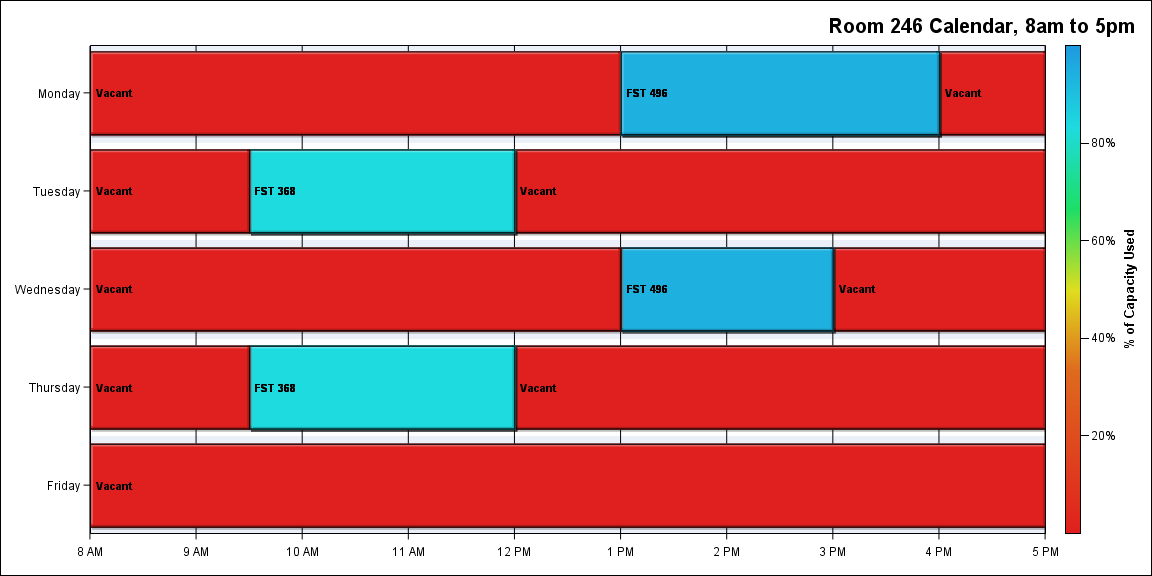 Room 246 Calendar, 8am to 5pm
Monday
Vacant
FST 496
Vacant
Tuesday
Vacant
FST 368
Vacant
Wednesday
Vacant
FST 496
Vacant
Thursday
Vacant
FST 368
Vacant
Friday
Vacant
8 AM
9 AM
10 AM
11 AM
12 PM
1 PM
2 PM
3 PM
4 PM
5 PM
80%
60%
40%
20%
% of Capacity Used